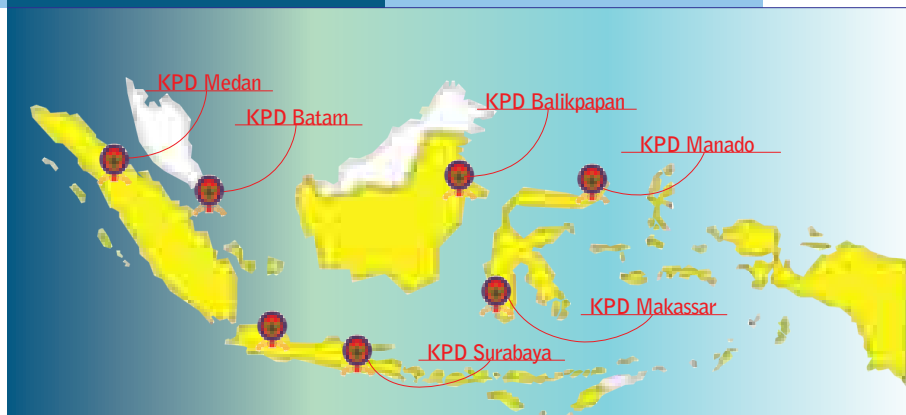 KPD Medan
KPD Batam
KPD Balikpapan
KPD Manado
KPD Makassar
KPD Surabaya